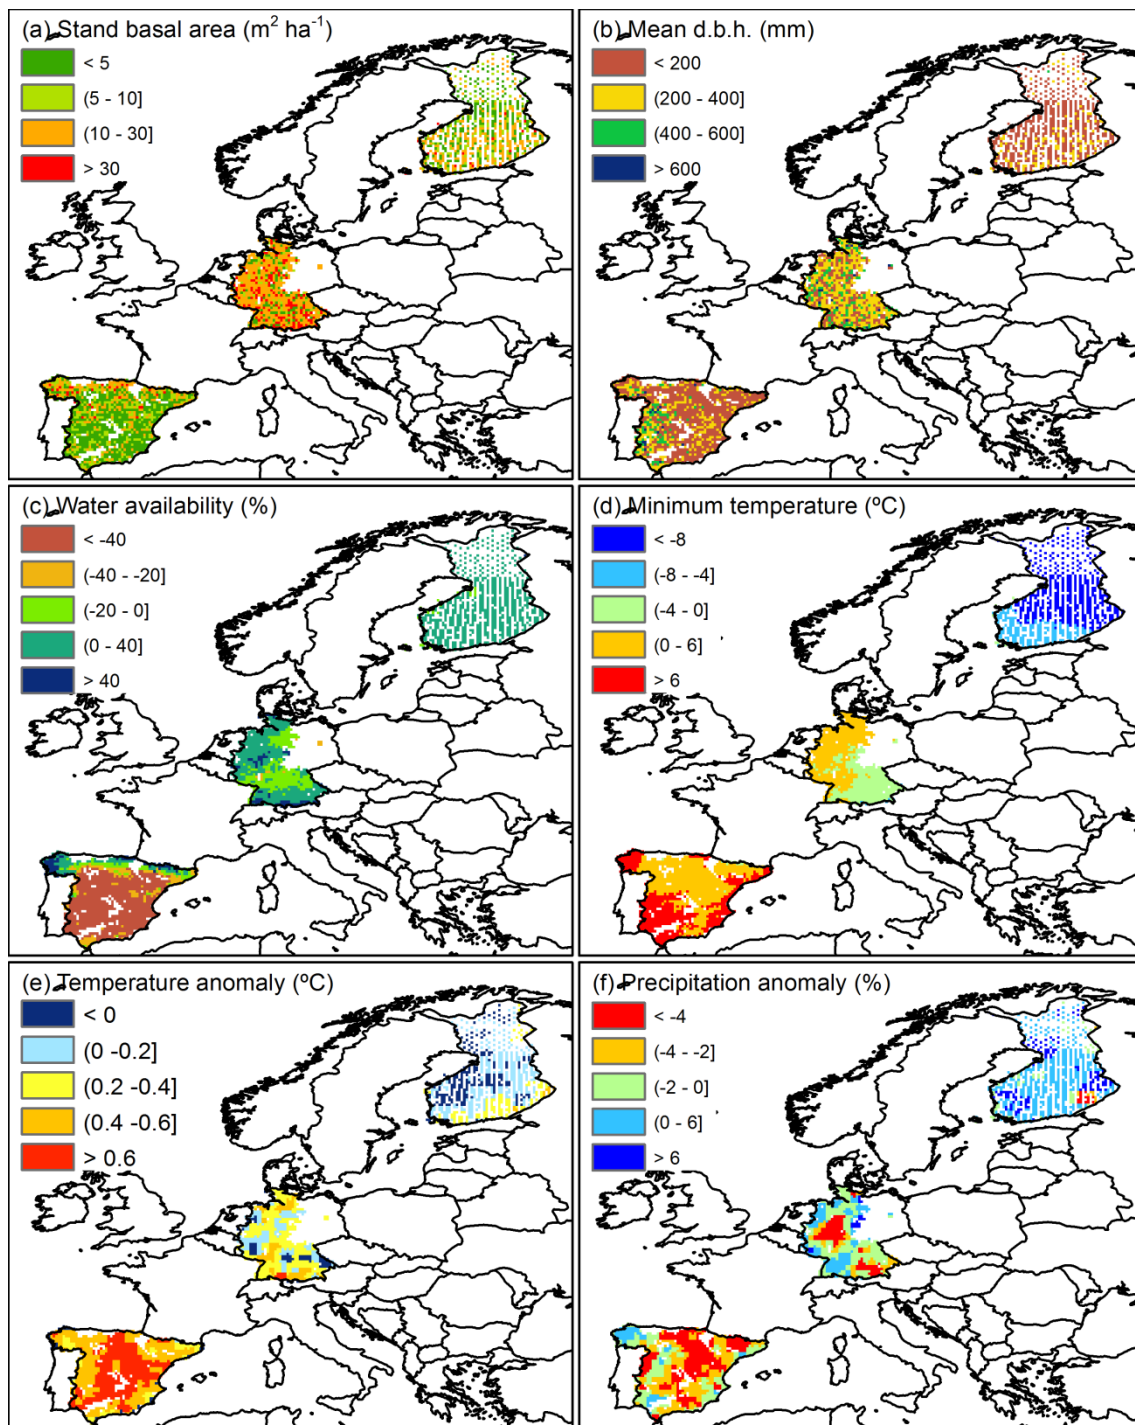 (a) Stand basal area (m² ha⁻¹)
< 5
(5 - 10]
(10 - 30]
> 30
(b) Mean d.b.h. (mm)
< 200
(200 - 400]
(400 - 600]
> 600
(c) Water availability (%)
< -40
(-40 - -20]
(-20 - 0]
(0 - 40]
> 40
(d) Minimum temperature (ºC)
< -8
(-8 - -4]
(-4 - 0]
(0 - 6]
> 6
(e) Temperature anomaly (ºC)
< 0
(0 -0.2]
(0.2 -0.4]
(0.4 -0.6]
> 0.6
(f) Precipitation anomaly (%)
< -4
(-4 - -2]
(-2 - 0]
(0 - 6]
> 6